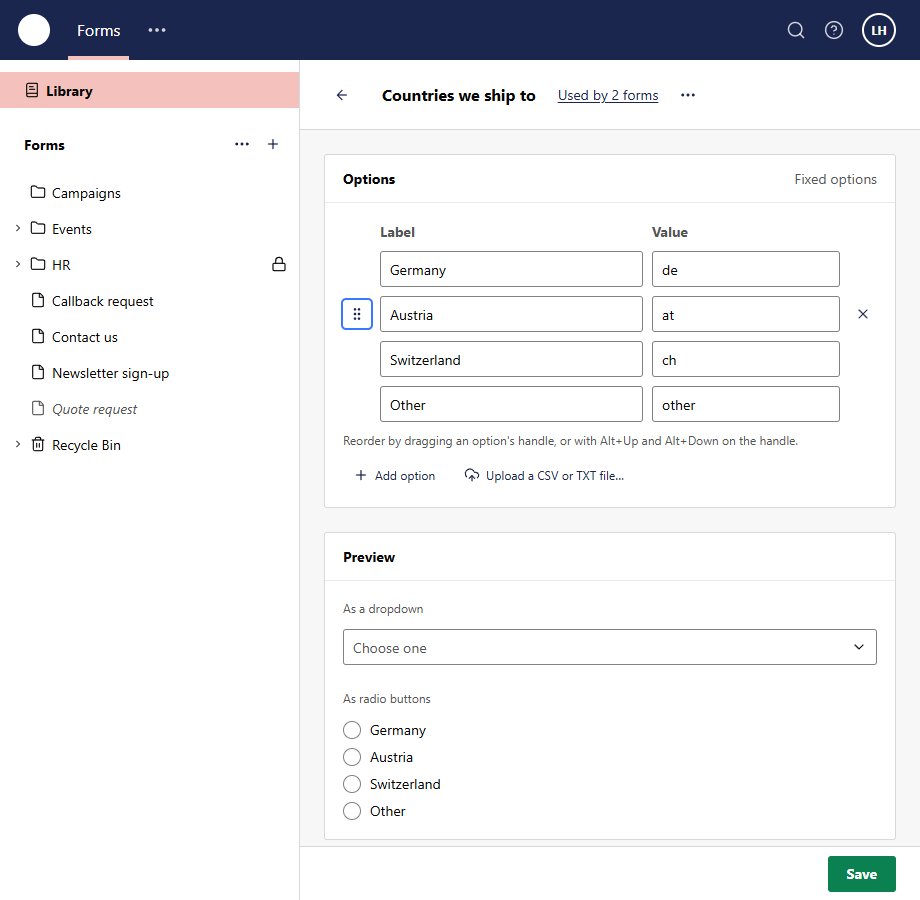 Forms
LH
Library
Forms
Campaigns
Events
HR
Callback request
Contact us
Newsletter sign-up
Quote request
Recycle Bin
Countries we ship to Used by 2 forms
Options Fixed options
Label Value
Germany de
Austria at
Switzerland ch
Other other
Reorder by dragging an option's handle, or with Alt+Up and Alt+Down on the handle.
Add option Upload a CSV or TXT file...
Preview
As a dropdown
Choose one
As radio buttons
Germany
Austria
Switzerland
Other
Save